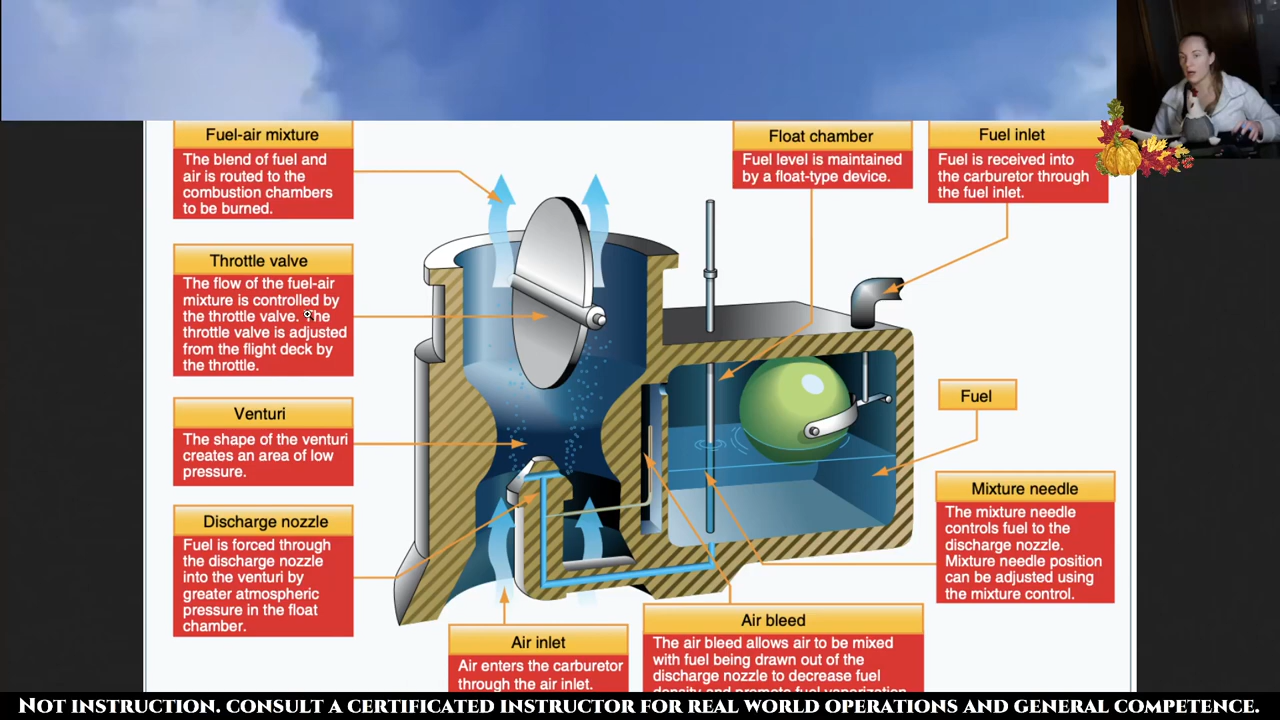 Fuel-air mixture
The blend of fuel and
air is routed to the
combustion chambers
to be burned.
Throttle valve
The flow of the fuel-air
mixture is controlled by
the throttle valve. The
throttle valve is adjusted
from the flight deck by
the throttle.
Venturi
The shape of the venturi
creates an area of low
pressure.
Discharge nozzle
Fuel is forced through
the discharge nozzle
into the venturi by
greater atmospheric
pressure in the float
chamber.
Air inlet
Air enters the carburetor
through the air inlet.
Float chamber
Fuel level is maintained
by a float-type device.
Fuel inlet
Fuel is received into
the carburetor through
the fuel inlet.
Fuel
Mixture needle
The mixture needle
controls fuel to the
discharge nozzle.
Mixture needle position
can be adjusted using
the mixture control.
Air bleed
The air bleed allows air to be mixed
with fuel being drawn out of the
discharge nozzle to decrease fuel
density and promote fuel vaporization
NOT INSTRUCTION. CONSULT A CERTIFICATED INSTRUCTOR FOR REAL WORLD OPERATIONS AND GENERAL COMPETENCE.